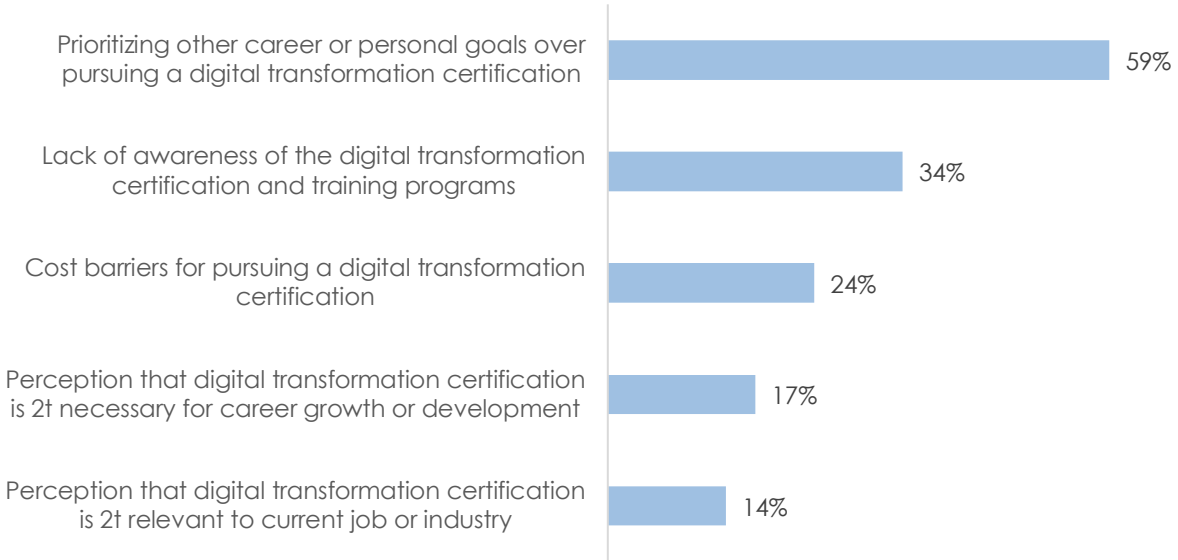 Prioritizing other career or personal goals over
pursuing a digital transformation certification
59%
Lack of awareness of the digital transformation
certification and training programs
34%
Cost barriers for pursuing a digital transformation
certification
24%
Perception that digital transformation certification
is 2t necessary for career growth or development
17%
Perception that digital transformation certification
is 2t relevant to current job or industry
14%